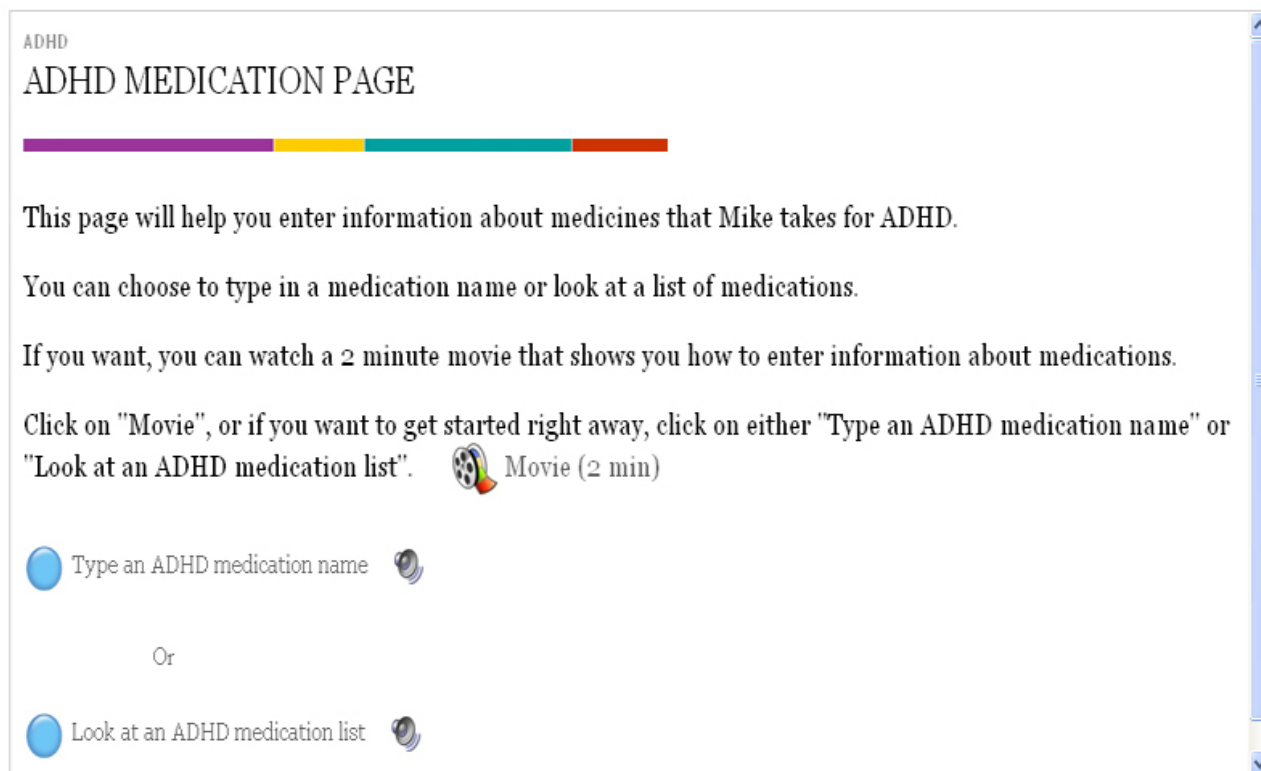 ADHD
ADHD MEDICATION PAGE
This page will help you enter information about medicines that Mike takes for ADHD.
You can choose to type in a medication name or look at a list of medications.
If you want, you can watch a 2 minute movie that shows you how to enter information about medications.
Click on "Movie", or if you want to get started right away, click on either "Type an ADHD medication name" or
"Look at an ADHD medication list". Movie (2 min)
Type an ADHD medication name
Or
Look at an ADHD medication list